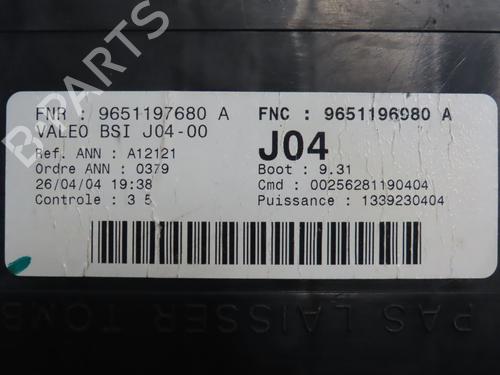 B PARTS
FNR : 9651197680 A
FNC : 9651196980 A
VALEO BSI J04-00
J04
Ref. ANN : A12121
Ordre ANN : 0379
Boot : 9.31
26/04/04 19:38
Cmd : 00256281190404
Controle : 3 5
Puissance : 1339230404
PAS LAISSER TOMB